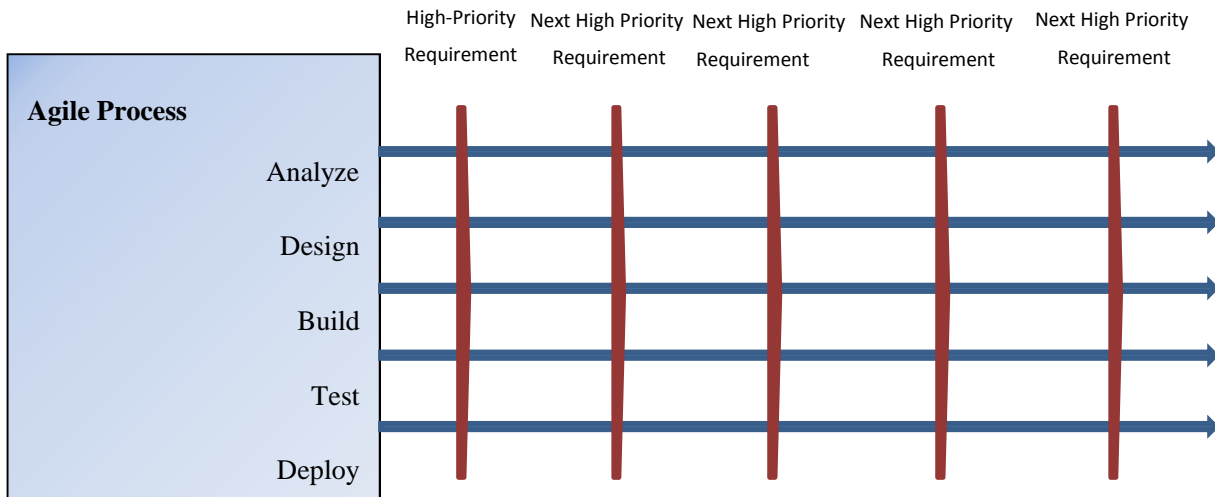 High-Priority
Requirement
Next High Priority
Requirement
Next High Priority
Requirement
Next High Priority
Requirement
Next High Priority
Requirement
Agile Process
Analyze
Design
Build
Test
Deploy